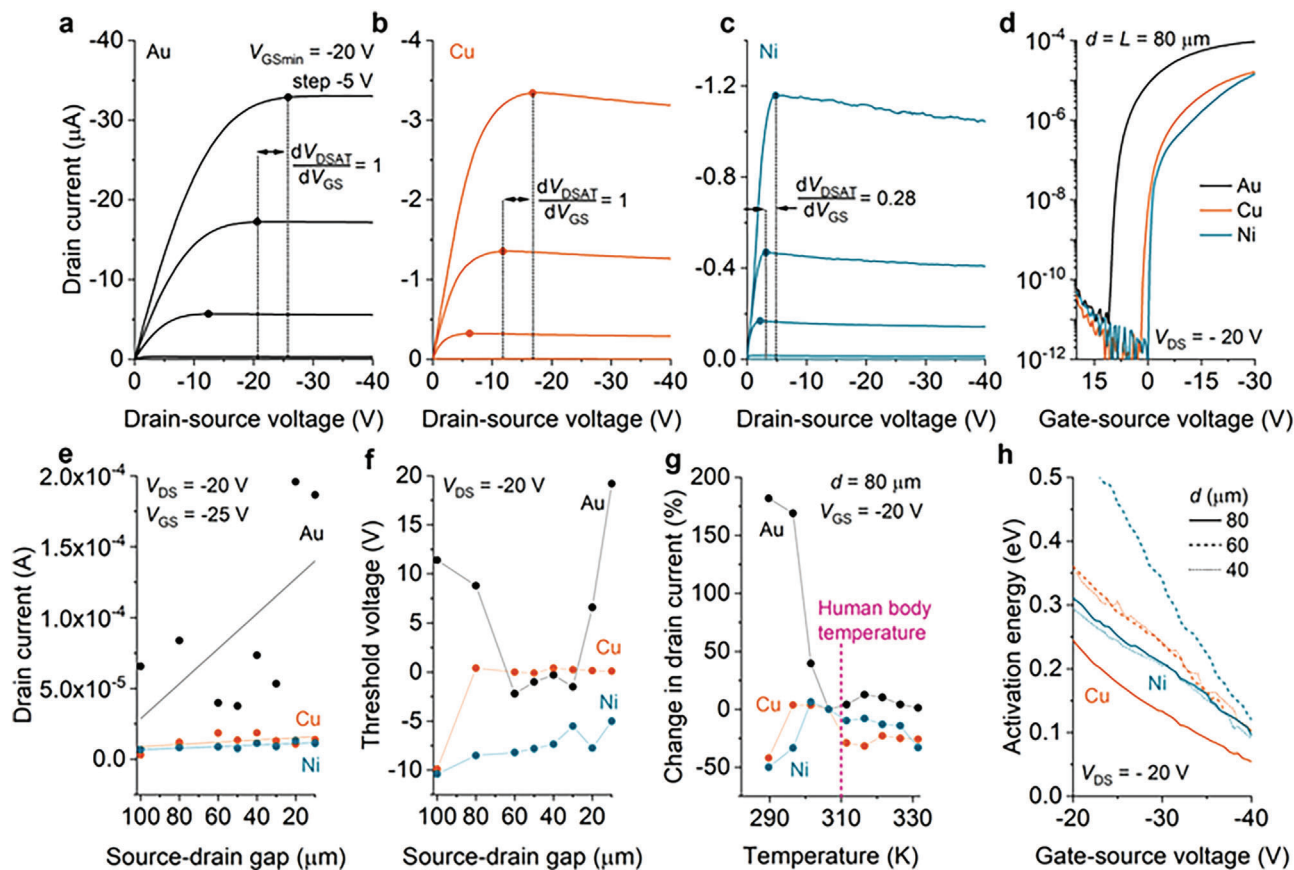 a
Au
V_GSmin = -20 V
step -5 V
dV_DSAT
dV_GS
= 1
-40
-30
-20
-10
0
Drain current (μA)
0 -10 -20 -30 -40
Drain-source voltage (V)
b
Cu
dV_DSAT
dV_GS
= 1
-4
-3
-2
-1
0
0 -10 -20 -30 -40
Drain-source voltage (V)
c
Ni
dV_DSAT
dV_GS
= 0.28
-1.2
-0.8
-0.4
0.0
0 -10 -20 -30 -40
Drain-source voltage (V)
d
d = L = 80 μm
Au
Cu
Ni
V_DS = - 20 V
10⁻⁴
10⁻⁶
10⁻⁸
10⁻¹⁰
10⁻¹²
15 0 -15 -30
Gate-source voltage (V)
e
V_DS = -20 V
V_GS = -25 V
Au
Cu
Ni
2.0x10⁻⁴
1.5x10⁻⁴
1.0x10⁻⁴
5.0x10⁻⁵
0.0
Drain current (A)
100 80 60 40 20
Source-drain gap (μm)
f
V_DS = -20 V
Au
Cu
Ni
20
15
10
5
0
-5
-10
Threshold voltage (V)
100 80 60 40 20
Source-drain gap (μm)
g
d = 80 μm
V_GS = -20 V
Au
Human body
temperature
Cu
Ni
200
150
100
50
0
-50
Change in drain current (%)
290 310 330
Temperature (K)
h
d (μm)
80
60
40
Ni
Cu
V_DS = - 20 V
0.5
0.4
0.3
0.2
0.1
0.0
Activation energy (eV)
-20 -30 -40
Gate-source voltage (V)